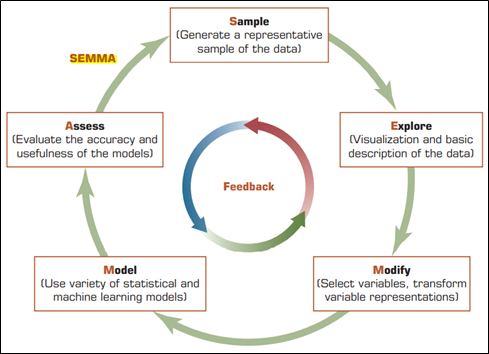 Sample
(Generate a representative
sample of the data)
SEMMA
Assess
(Evaluate the accuracy and
usefulness of the models)
Explore
(Visualization and basic
description of the data)
Feedback
Model
(Use variety of statistical and
machine learning models)
Modify
(Select variables, transform
variable representations)